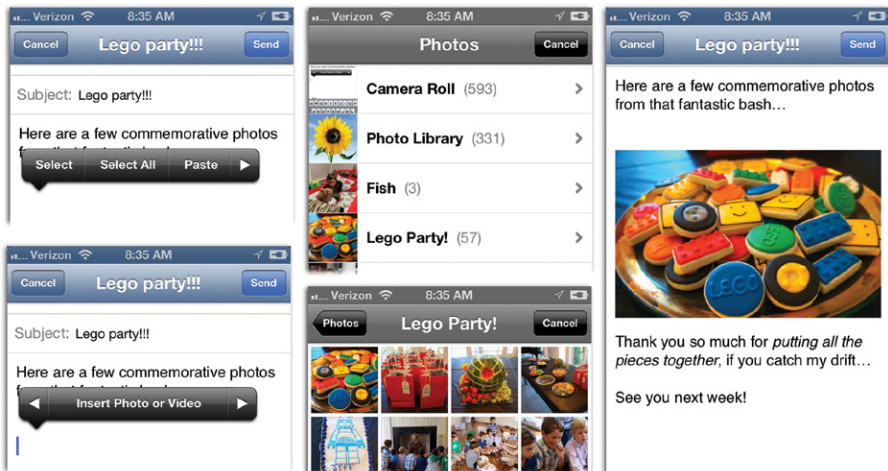 ... Verizon 8:35 AM
Cancel Lego party!!! Send
Subject: Lego party!!!
Here are a few commemorative photos
Select Select All Paste
... Verizon 8:35 AM
Cancel Lego party!!! Send
Subject: Lego party!!!
Here are a few commemorative photos
Insert Photo or Video
... Verizon 8:35 AM
Photos Cancel
Camera Roll (593)
Photo Library (331)
Fish (3)
Lego Party! (57)
... Verizon 8:35 AM
Photos Lego Party! Cancel
... Verizon 8:35 AM
Cancel Lego party!!! Send
Here are a few commemorative photos
from that fantastic bash…
LEGO
Thank you so much for putting all the
pieces together, if you catch my drift…
See you next week!